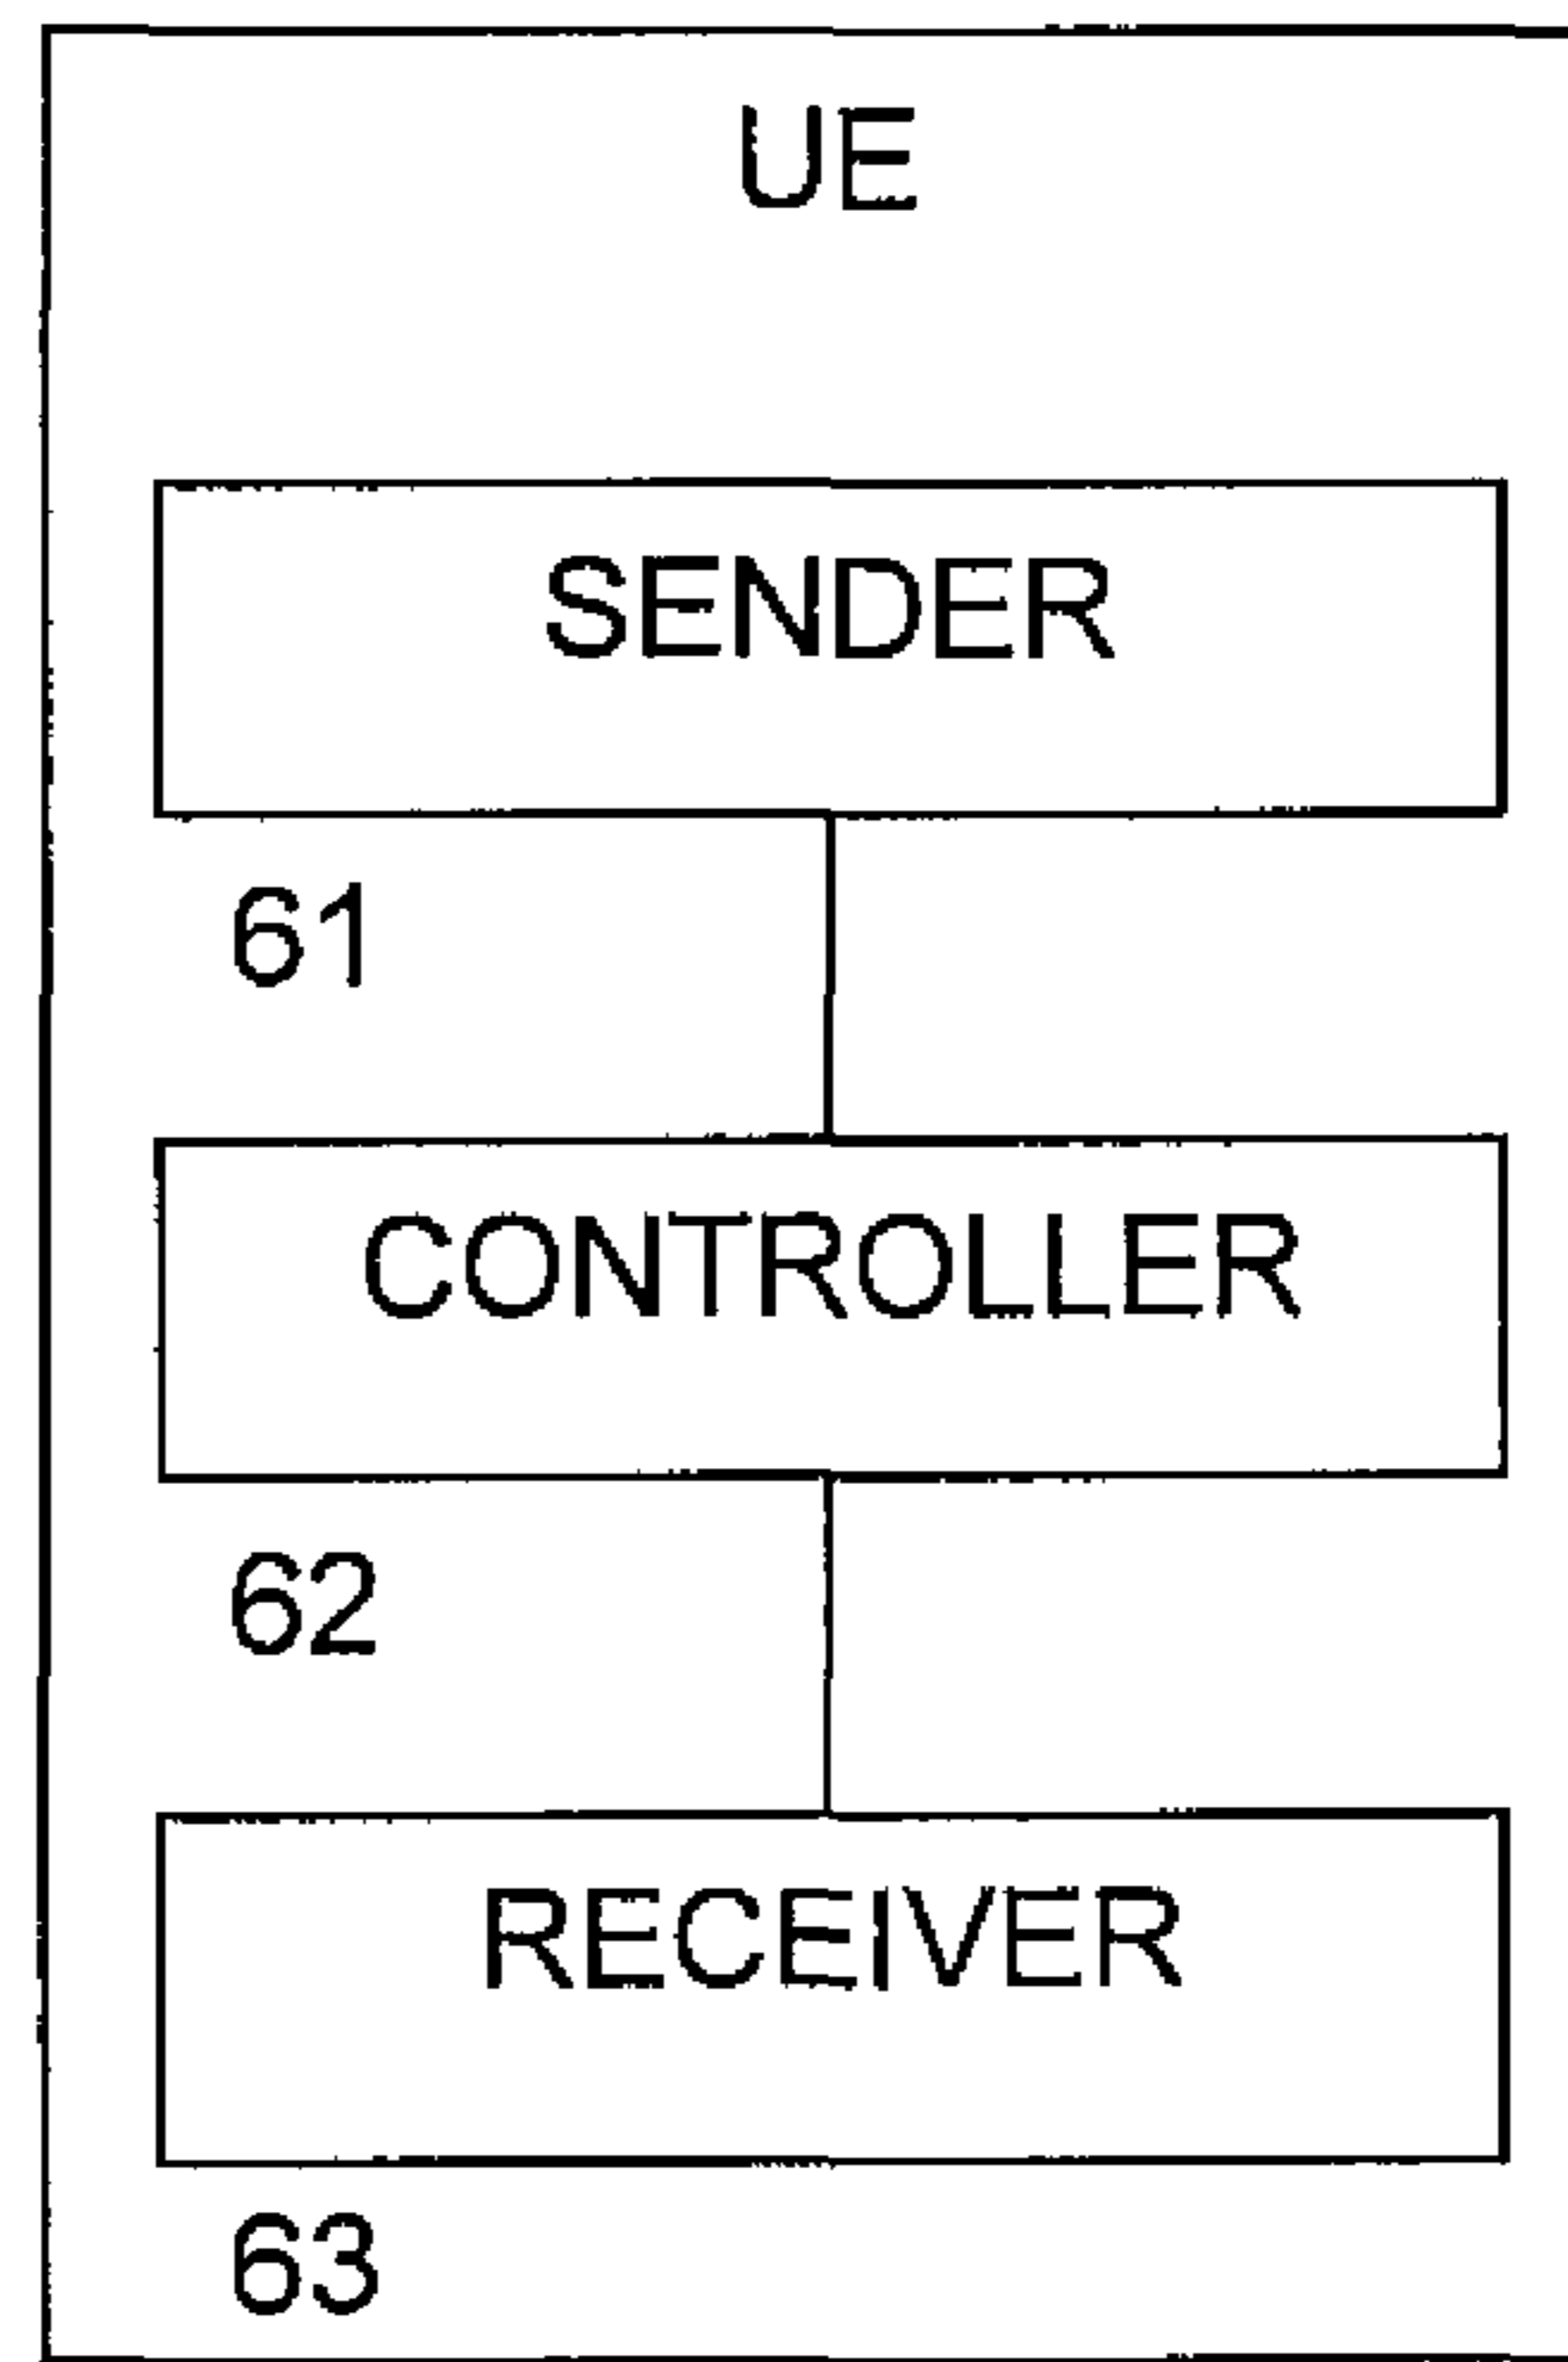 UE
SENDER
61
CONTROLLER
62
RECEIVER
63